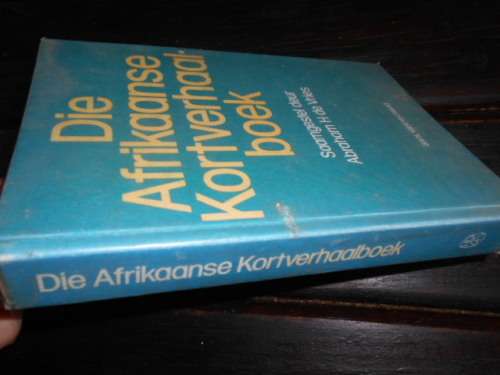 Die
Afrikaanse
Kortverhaal-
boek
Saamgestel deur
Abraham H. de Vries
Die Afrikaanse Kortverhaalboek